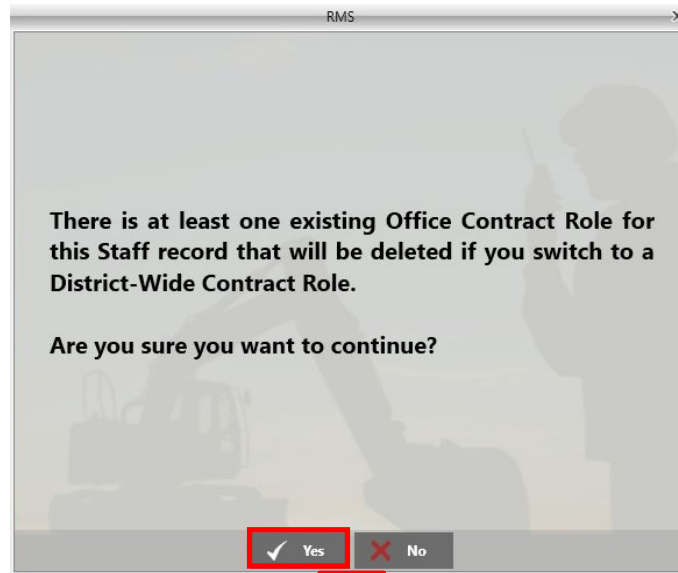 RMS
There is at least one existing Office Contract Role for
this Staff record that will be deleted if you switch to a
District-Wide Contract Role.
Are you sure you want to continue?
Yes
No